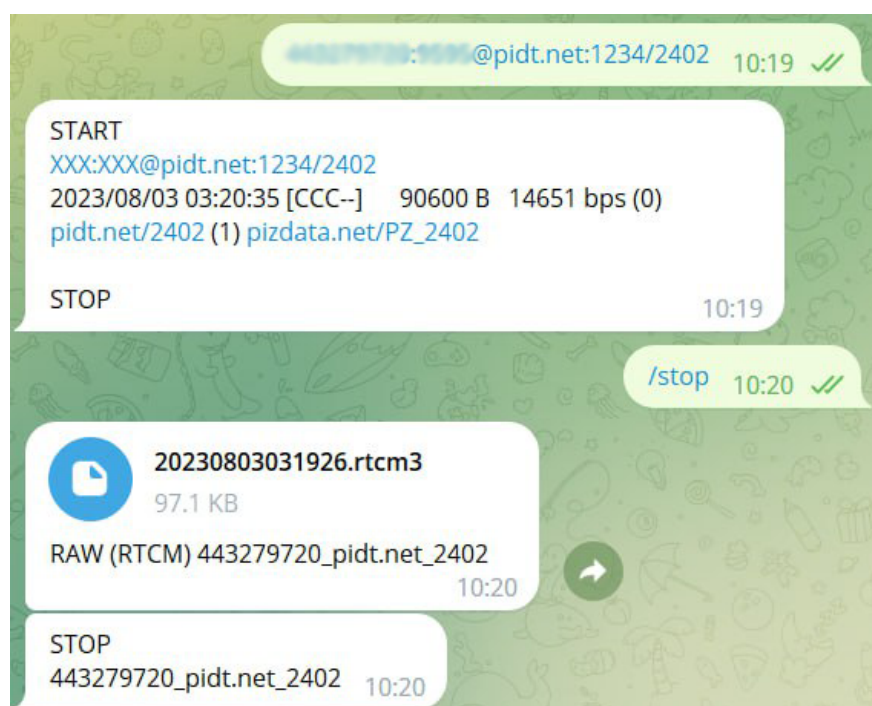 @pidt.net:1234/2402 10:19
START
XXX:XXX@pidt.net:1234/2402
2023/08/03 03:20:35 [CCC--] 90600 B 14651 bps (0)
pidt.net/2402 (1) pizdata.net/PZ_2402
STOP
10:19
/stop 10:20
20230803031926.rtcm3
97.1 KB
RAW (RTCM) 443279720_pidt.net_2402
10:20
STOP
443279720_pidt.net_2402 10:20